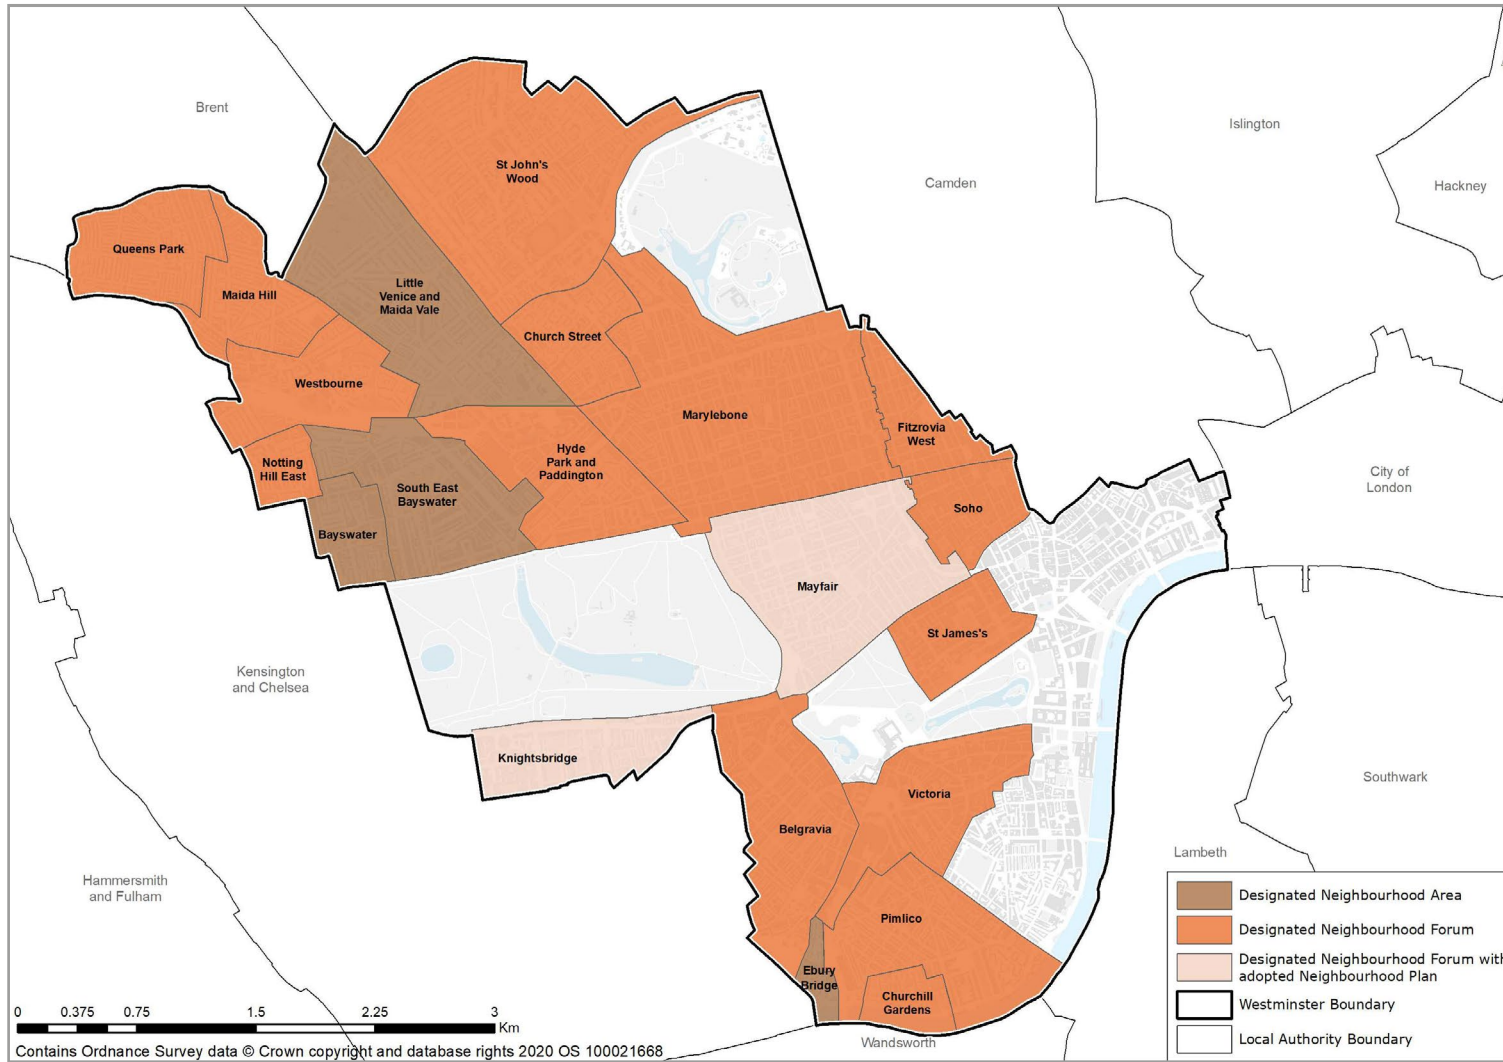 Brent
Islington
Camden
Hackney
St John's
Wood
Queens Park
Maida Hill
Little
Venice and
Maida Vale
Church Street
Westbourne
Marylebone
Fitzrovia
West
Hyde
Park and
Paddington
Notting
Hill East
South East
Bayswater
City of
London
Soho
Bayswater
Mayfair
St James's
Kensington
and Chelsea
Knightsbridge
Southwark
Victoria
Belgravia
Lambeth
Hammersmith
and Fulham
Pimlico
Ebury
Bridge
Churchill
Gardens
Wandsworth
Designated Neighbourhood Area
Designated Neighbourhood Forum
Designated Neighbourhood Forum with
adopted Neighbourhood Plan
Westminster Boundary
Local Authority Boundary
0 0.375 0.75 1.5 2.25 3
Km
Contains Ordnance Survey data © Crown copyright and database rights 2020 OS 100021668